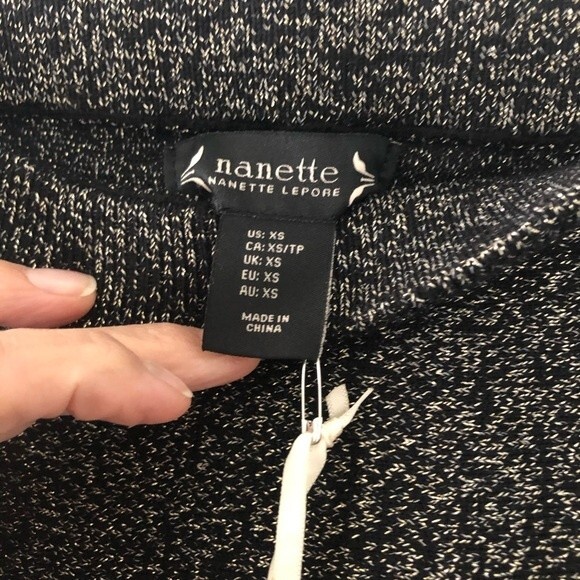 nanette
NANETTE LEPORE
US: XS
CA: XS/TP
UK: XS
EU: XS
AU: XS
MADE IN
CHINA